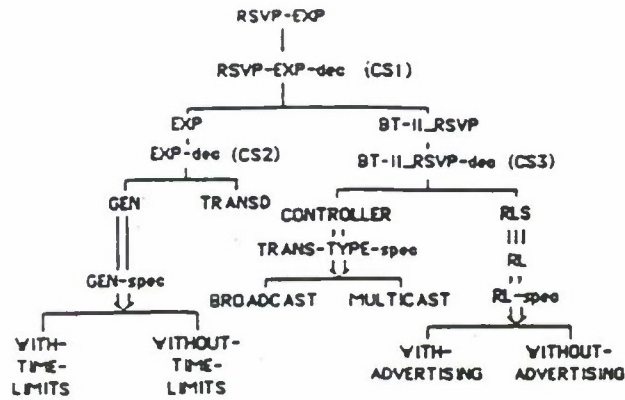 RSVP-EXP
RSVP-EXP-dec (CS1)
EXP
BT-II_RSVP
EXP-dec (CS2)
BT-II_RSVP-dec (CS3)
GEN
TRANSD
CONTROLLER
RLS
TRANS-TYPE-spec
RL
GEN-spec
BROADCAST
MULTICAST
RL-spec
WITH-
TIME-
LIMITS
WITHOUT-
TIME-
LIMITS
WITH-
ADVERTISING
WITHOUT-
ADVERTISING